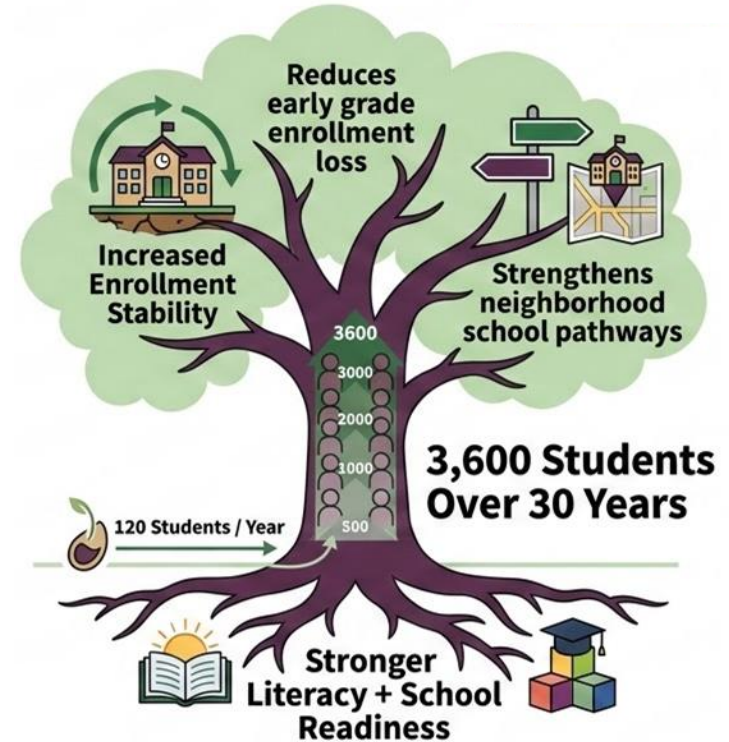 Reduces
early grade
enrollment
loss
Increased
Enrollment
Stability
Strengthens
neighborhood
school pathways
3600
3000
2000
1000
500
3,600 Students
Over 30 Years
120 Students / Year
Stronger
Literacy + School
Readiness